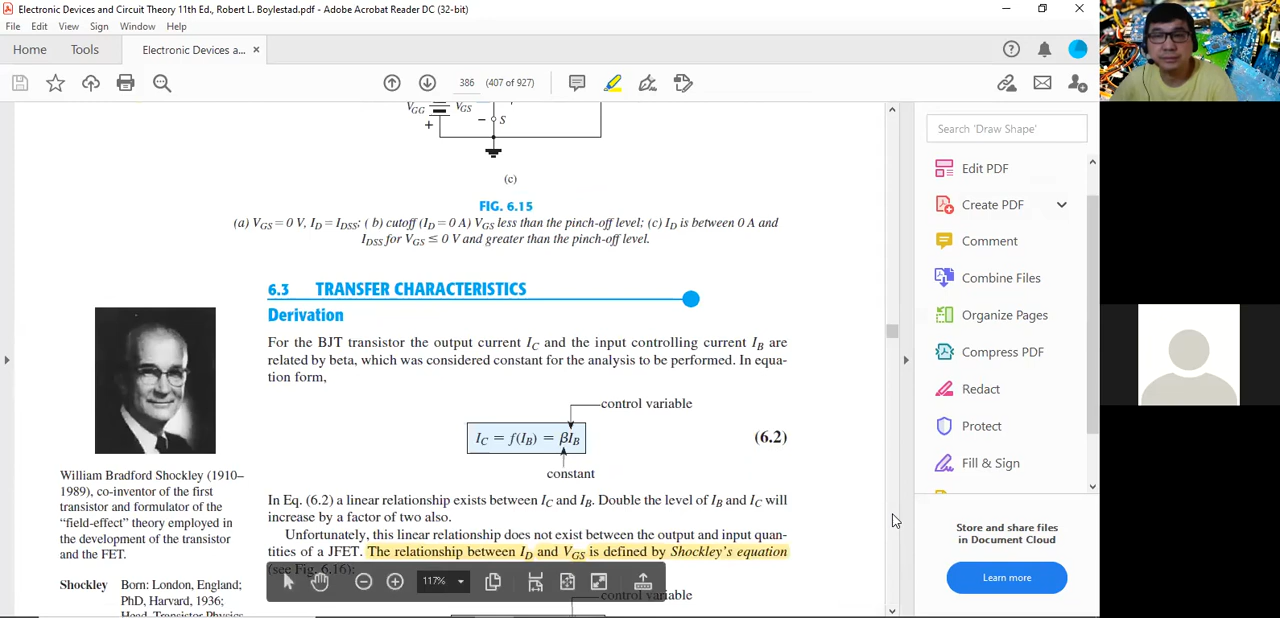 Electronic Devices and Circuit Theory 11th Ed., Robert L. Boylestad.pdf - Adobe Acrobat Reader DC (32-bit)
File Edit View Sign Window Help
Home Tools Electronic Devices a... ×
386 (407 of 927)
VGG VGS
+ − S
(c)
FIG. 6.15
(a) VGS = 0 V, ID = IDSS; ( b) cutoff (ID = 0 A) VGS less than the pinch-off level; (c) ID is between 0 A and
IDSS for VGS ≤ 0 V and greater than the pinch-off level.
6.3 TRANSFER CHARACTERISTICS
Derivation
For the BJT transistor the output current IC and the input controlling current IB are
related by beta, which was considered constant for the analysis to be performed. In equa-
tion form,
control variable
IC = f(IB) = βIB (6.2)
constant
In Eq. (6.2) a linear relationship exists between IC and IB. Double the level of IB and IC will
increase by a factor of two also.
Unfortunately, this linear relationship does not exist between the output and input quan-
tities of a JFET. The relationship between ID and VGS is defined by Shockley's equation
(see Fig. 6.16):
control variable
William Bradford Shockley (1910–
1989), co-inventor of the first
transistor and formulator of the
"field-effect" theory employed in
the development of the transistor
and the FET.
Shockley Born: London, England;
PhD, Harvard, 1936;
Head, Transistor Physics
117%
Search 'Draw Shape'
Edit PDF
Create PDF
Comment
Combine Files
Organize Pages
Compress PDF
Redact
Protect
Fill & Sign
Store and share files
in Document Cloud
Learn more